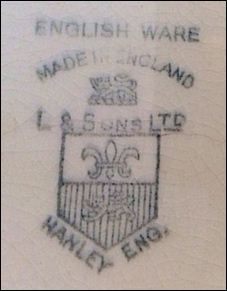 ENGLISH WARE
MADE IN ENGLAND
L & SONS LTD
HANLEY ENG.